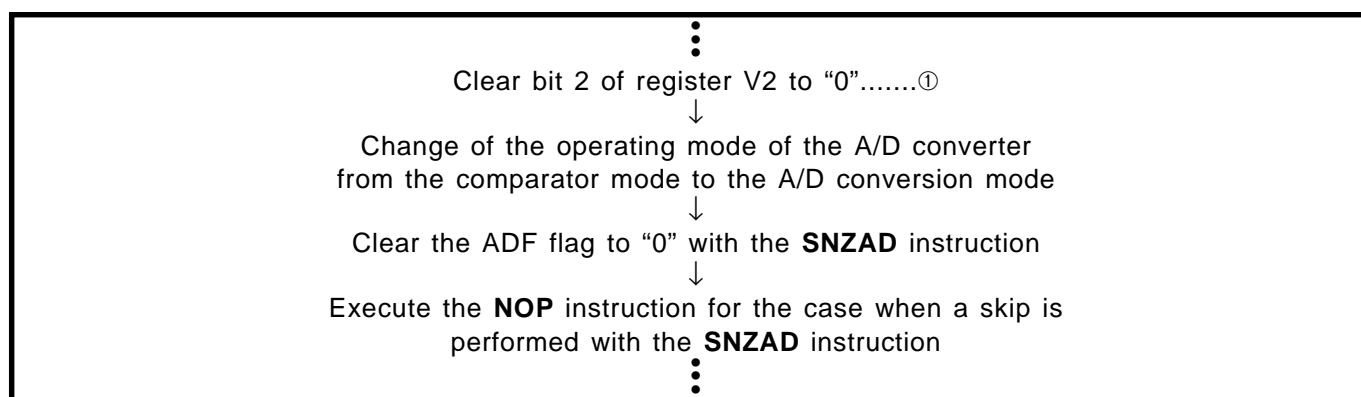 Clear bit 2 of register V2 to “0”.......①
↓
Change of the operating mode of the A/D converter
from the comparator mode to the A/D conversion mode
↓
Clear the ADF flag to “0” with the SNZAD instruction
↓
Execute the NOP instruction for the case when a skip is
performed with the SNZAD instruction